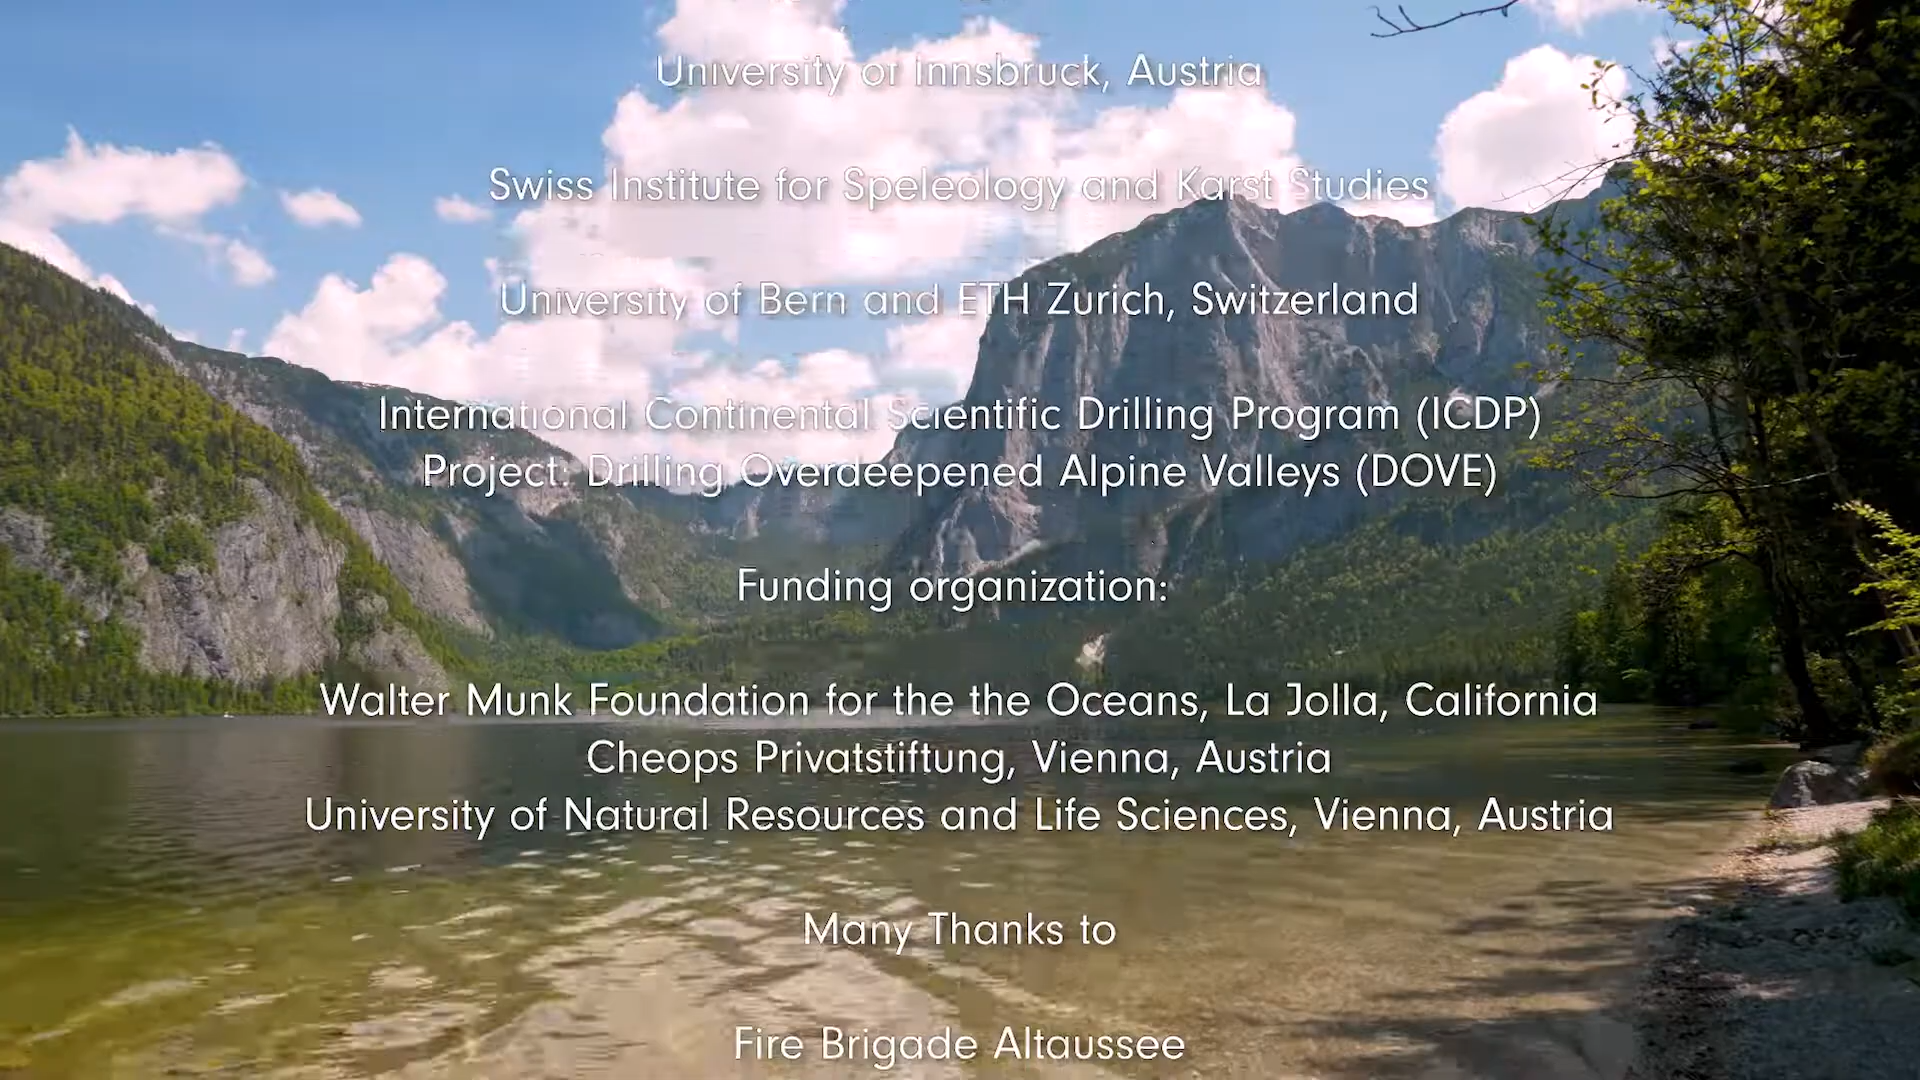 University of Innsbruck, Austria
Swiss Institute for Speleology and Karst Studies
University of Bern and ETH Zurich, Switzerland
International Continental Scientific Drilling Program (ICDP)
Project: Drilling Overdeepened Alpine Valleys (DOVE)
Funding organization:
Walter Munk Foundation for the the Oceans, La Jolla, California
Cheops Privatstiftung, Vienna, Austria
University of Natural Resources and Life Sciences, Vienna, Austria
Many Thanks to
Fire Brigade Altaussee